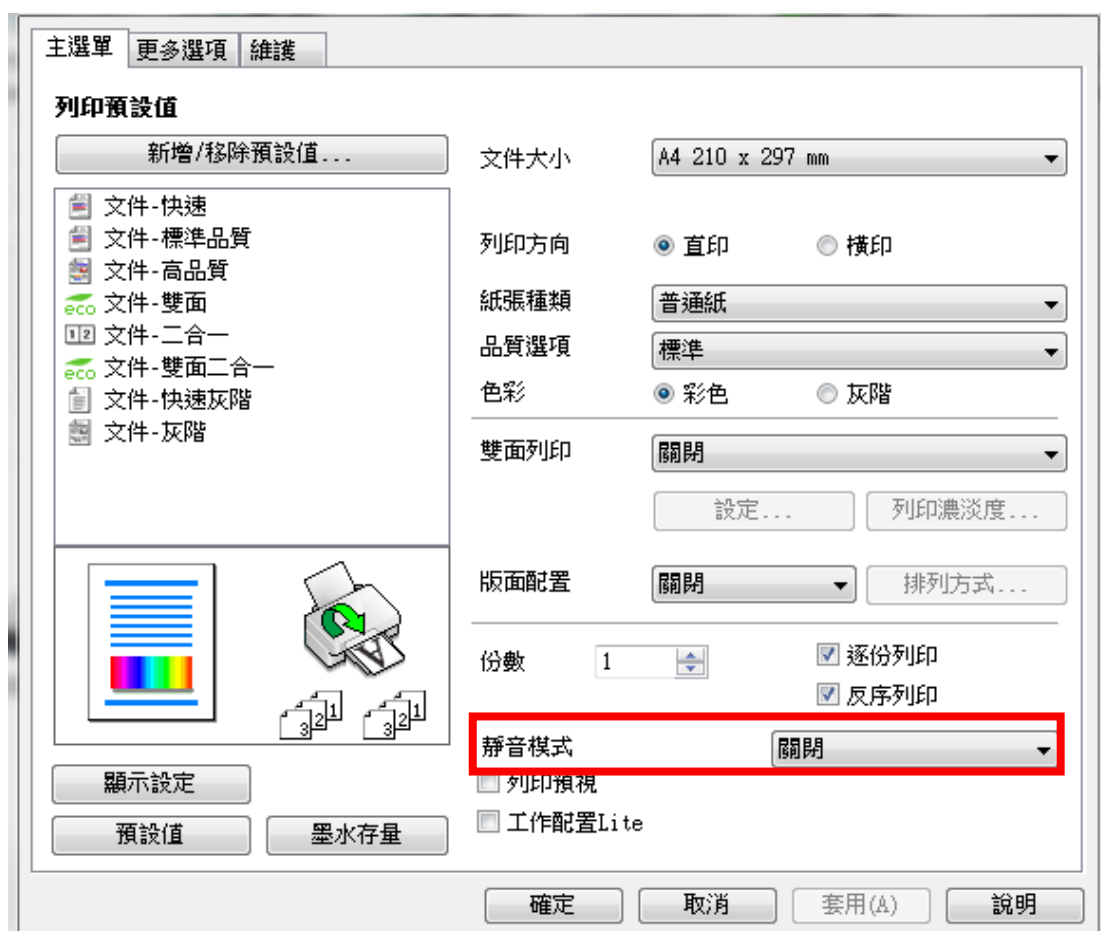 主選單 更多選項 維護
列印預設值
新增/移除預設值...
文件-快速
文件-標準品質
文件-高品質
eco 文件-雙面
12 文件-二合一
eco 文件-雙面二合一
文件-快速灰階
文件-灰階
321 321
顯示設定
預設值 墨水存量
文件大小 A4 210 x 297 mm
列印方向 直印 橫印
紙張種類 普通紙
品質選項 標準
色彩 彩色 灰階
雙面列印 關閉
設定... 列印濃淡度...
版面配置 關閉 排列方式...
份數 1 逐份列印
反序列印
靜音模式 關閉
列印預視
工作配置Lite
確定 取消 套用(A) 說明